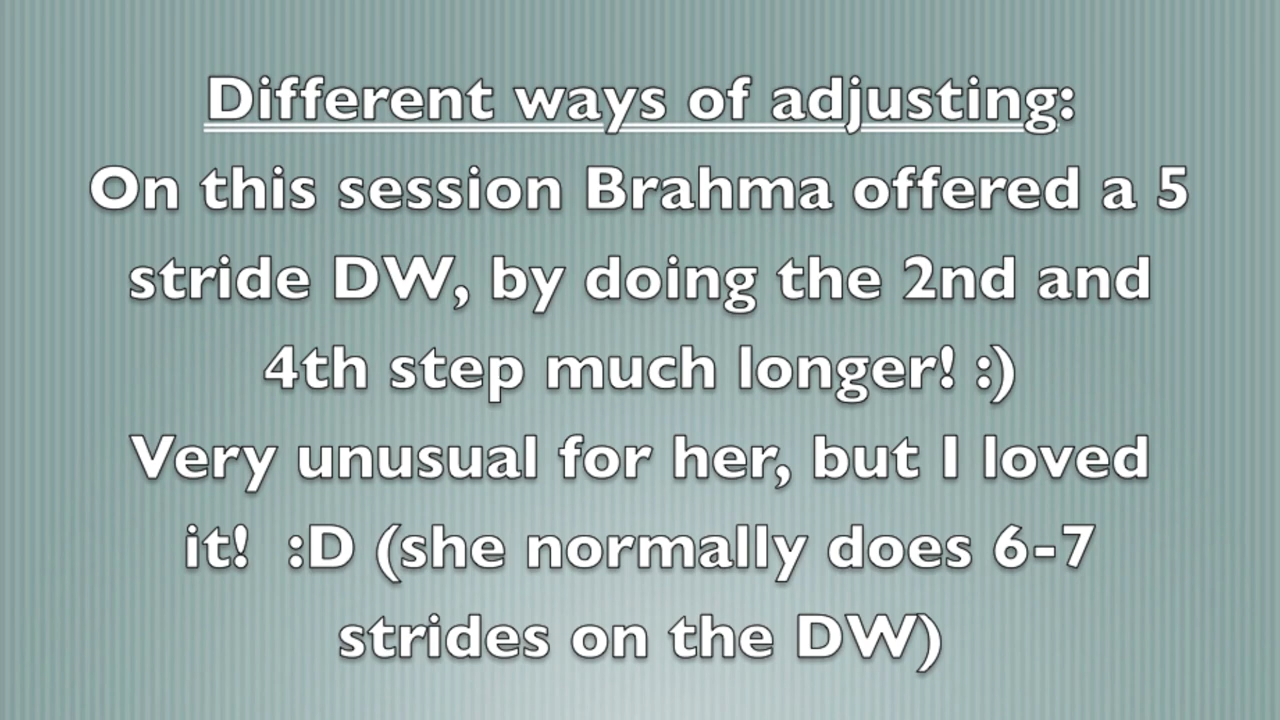 Different ways of adjusting:
On this session Brahma offered a 5
stride DW, by doing the 2nd and
4th step much longer! :)
Very unusual for her, but I loved
it!  :D (she normally does 6-7
strides on the DW)